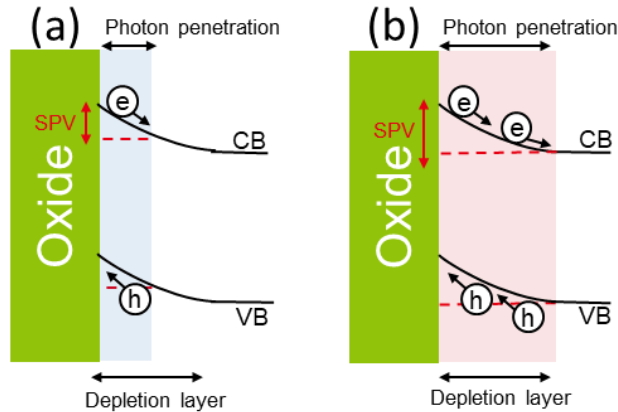 (a)
Photon penetration
Oxide
SPV
e
CB
h
VB
Depletion layer
(b)
Photon penetration
Oxide
SPV
e
e
CB
h
h
VB
Depletion layer